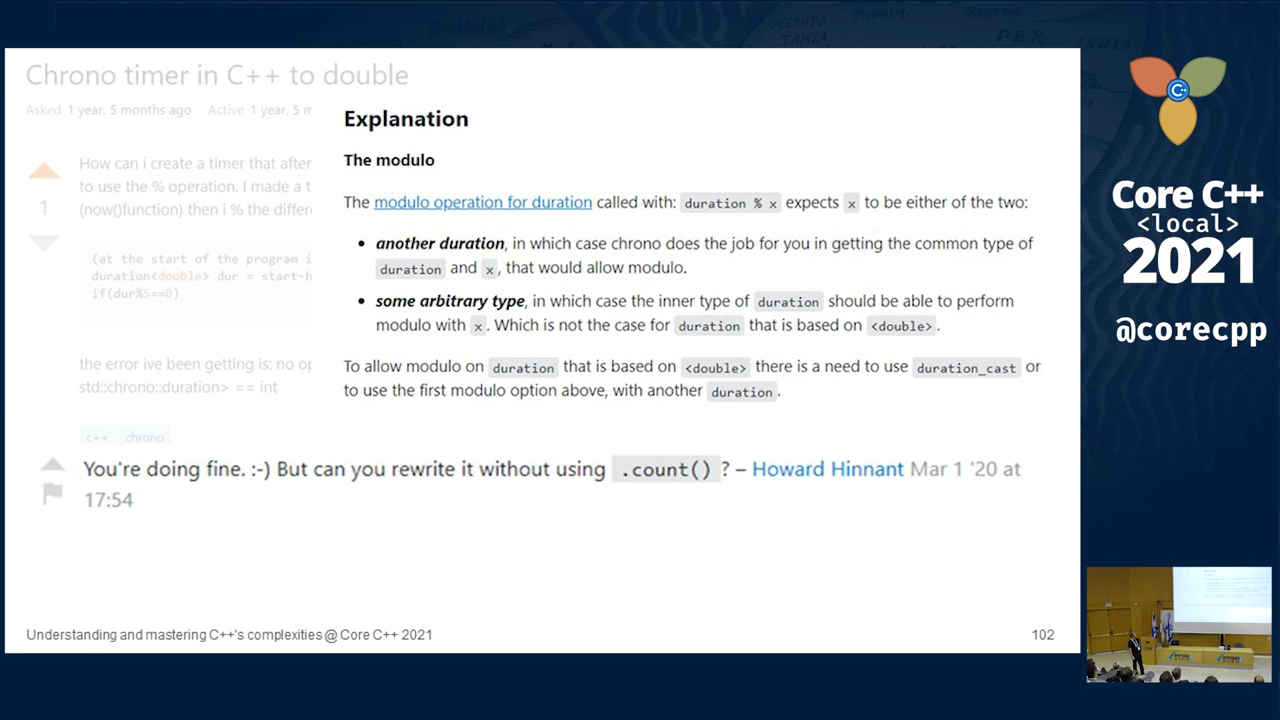 Chrono timer in C++ to double
Asked 1 year, 5 months ago Active 1 year, 5 m
How can i create a timer that after
to use the % operation. I made a t
(now()function) then i % the differe
1
(at the start of the program i
duration<double> dur = start-h
if(dur%5==0)
the error ive been getting is: no op
std::chrono::duration> == int
c++ chrono
Explanation
The modulo
The modulo operation for duration called with: duration % x expects x to be either of the two:
• another duration, in which case chrono does the job for you in getting the common type of
duration and x, that would allow modulo.
• some arbitrary type, in which case the inner type of duration should be able to perform
modulo with x. Which is not the case for duration that is based on <double>.
To allow modulo on duration that is based on <double> there is a need to use duration_cast or
to use the first modulo option above, with another duration.
You're doing fine. :-) But can you rewrite it without using .count() ? – Howard Hinnant Mar 1 '20 at
17:54
Understanding and mastering C++'s complexities @ Core C++ 2021
102
C++
Core C++
<local>
2021
@corecpp
MESOPO
TAMIA
PER
INDIA